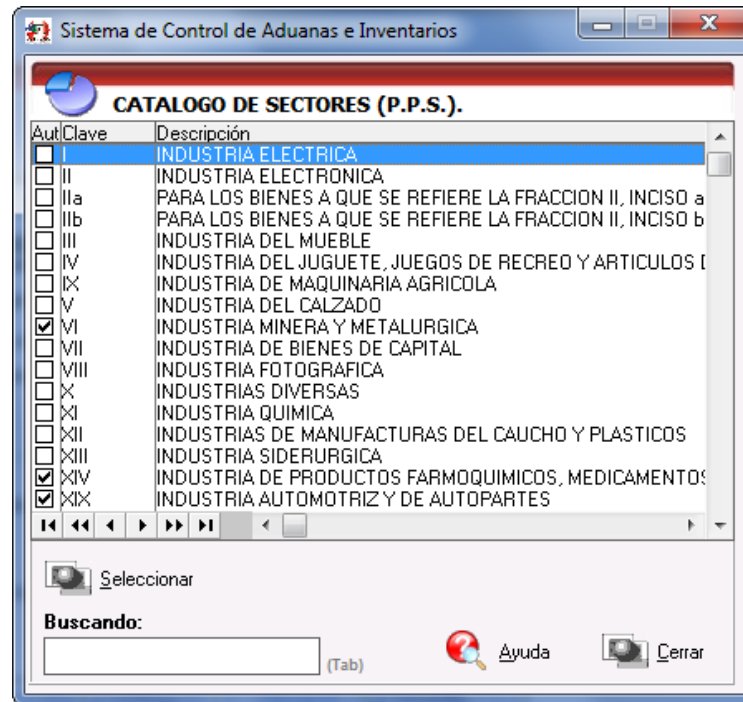 Sistema de Control de Aduanas e Inventarios
CATALOGO DE SECTORES (P.P.S.).
Aut Clave Descripción
I INDUSTRIA ELECTRICA
II INDUSTRIA ELECTRONICA
IIa PARA LOS BIENES A QUE SE REFIERE LA FRACCION II, INCISO a
IIb PARA LOS BIENES A QUE SE REFIERE LA FRACCION II, INCISO b
III INDUSTRIA DEL MUEBLE
IV INDUSTRIA DEL JUGUETE, JUEGOS DE RECREO Y ARTICULOS
IX INDUSTRIA DE MAQUINARIA AGRICOLA
V INDUSTRIA DEL CALZADO
VI INDUSTRIA MINERA Y METALURGICA
VII INDUSTRIA DE BIENES DE CAPITAL
VIII INDUSTRIA FOTOGRAFICA
X INDUSTRIAS DIVERSAS
XI INDUSTRIA QUIMICA
XII INDUSTRIAS DE MANUFACTURAS DEL CAUCHO Y PLASTICOS
XIII INDUSTRIA SIDERURGICA
XIV INDUSTRIA DE PRODUCTOS FARMOQUIMICOS, MEDICAMENTOS
XIX INDUSTRIA AUTOMOTRIZ Y DE AUTOPARTES
Seleccionar
Buscando:
(Tab)
Ayuda
Cerrar